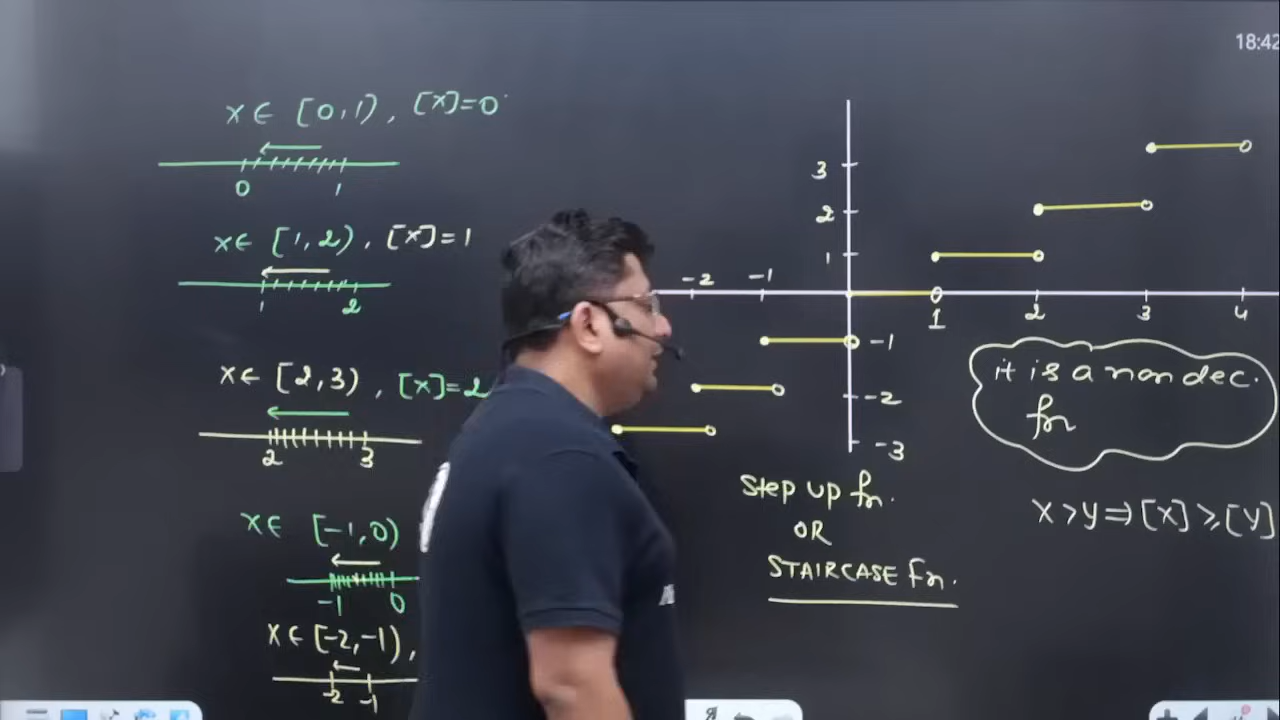 18:42
x ∈ [0,1), [x]=0
0 1
x∈ [1,2), [x]=1
1 2
x∈ [2,3), [x]=2
2 3
x∈ [-1,0)
-1 0
x∈ [-2,-1),
-2 -1
3
2
1
-2 -1
1 2 3 4
-1
-2
-3
it is a non dec.
fn
Step up fn.
OR
STAIRCASE Fn.
x>y⇒[x]≥[y]